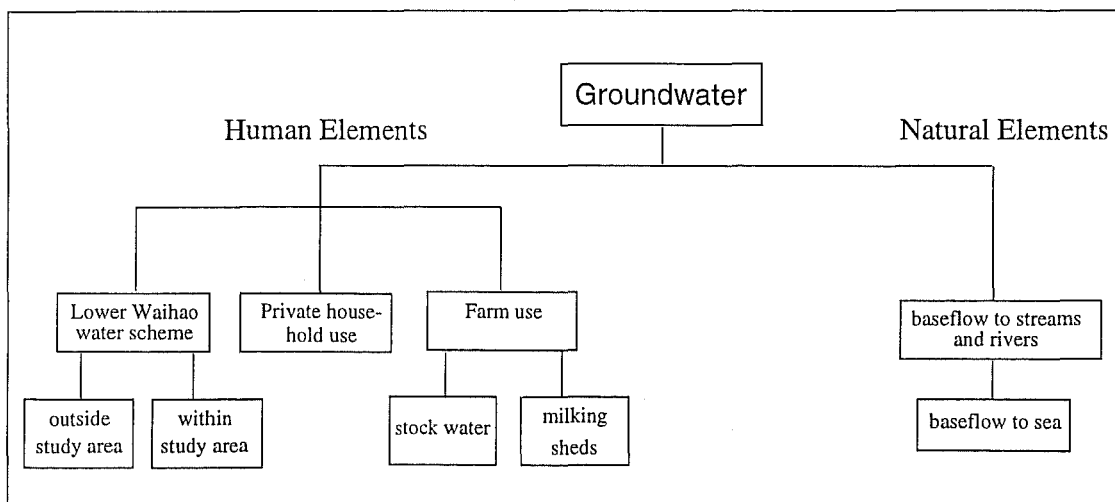 Groundwater
Human Elements
Natural Elements
Lower Waihao
water scheme
Private house-
hold use
Farm use
baseflow to streams
and rivers
outside
study area
within
study area
stock water
milking
sheds
baseflow to sea